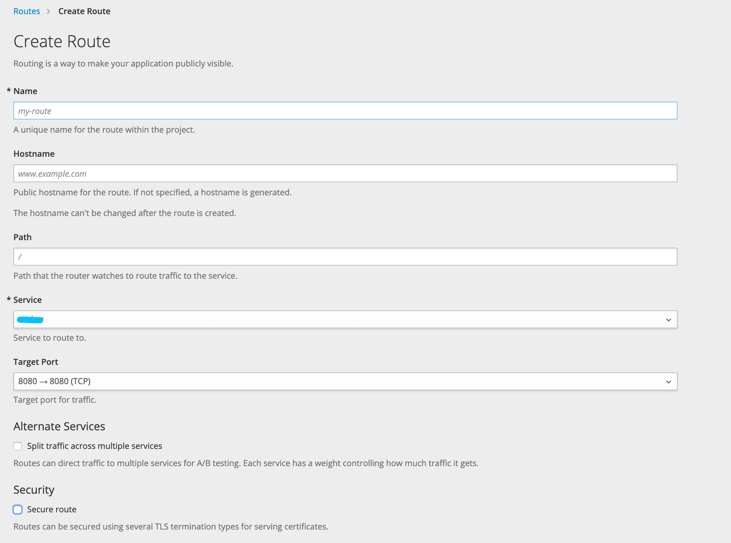 Routes > Create Route
Create Route
Routing is a way to make your application publicly visible.
* Name
my-route
A unique name for the route within the project.
Hostname
www.example.com
Public hostname for the route. If not specified, a hostname is generated.
The hostname can't be changed after the route is created.
Path
/
Path that the router watches to route traffic to the service.
* Service
Service to route to.
Target Port
8080 → 8080 (TCP)
Target port for traffic.
Alternate Services
Split traffic across multiple services
Routes can direct traffic to multiple services for A/B testing. Each service has a weight controlling how much traffic it gets.
Security
Secure route
Routes can be secured using several TLS termination types for serving certificates.